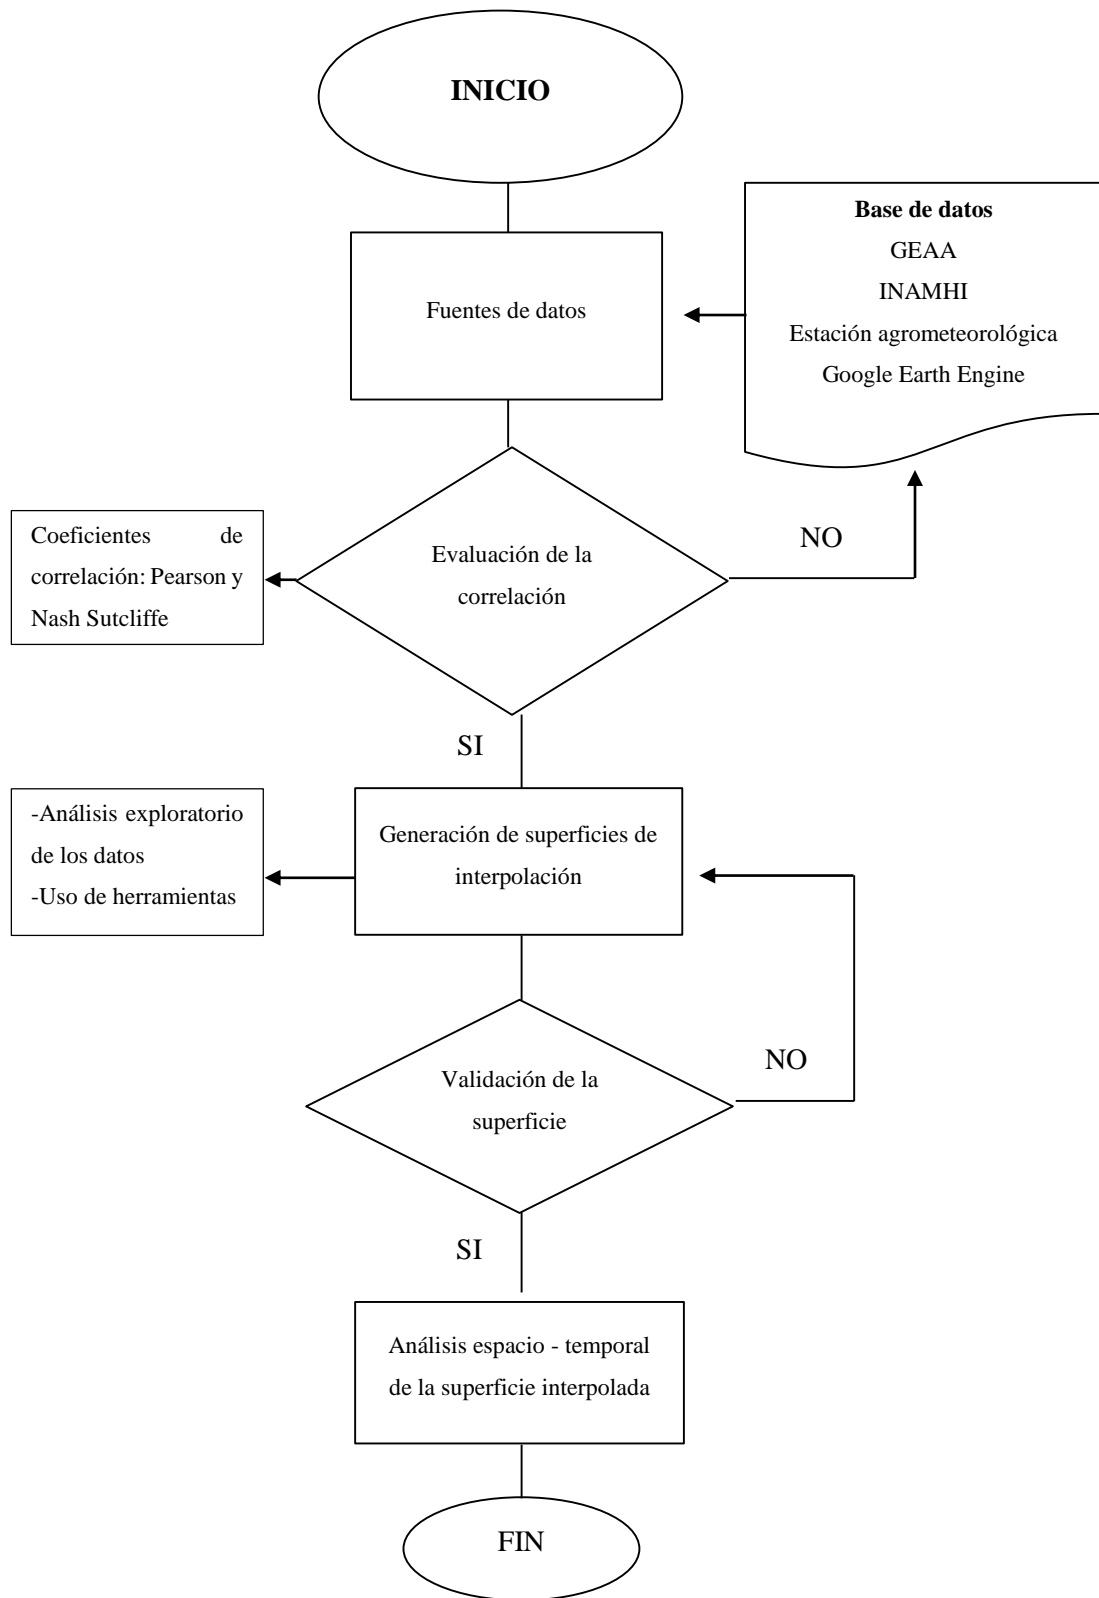 INICIO
Base de datos
GEAA
INAMHI
Estación agrometeorológica
Google Earth Engine
Fuentes de datos
Coeficientes de
correlación: Pearson y
Nash Sutcliffe
Evaluación de la
correlación
NO
SI
-Análisis exploratorio
de los datos
-Uso de herramientas
Generación de superficies de
interpolación
Validación de la
superficie
NO
SI
Análisis espacio - temporal
de la superficie interpolada
FIN